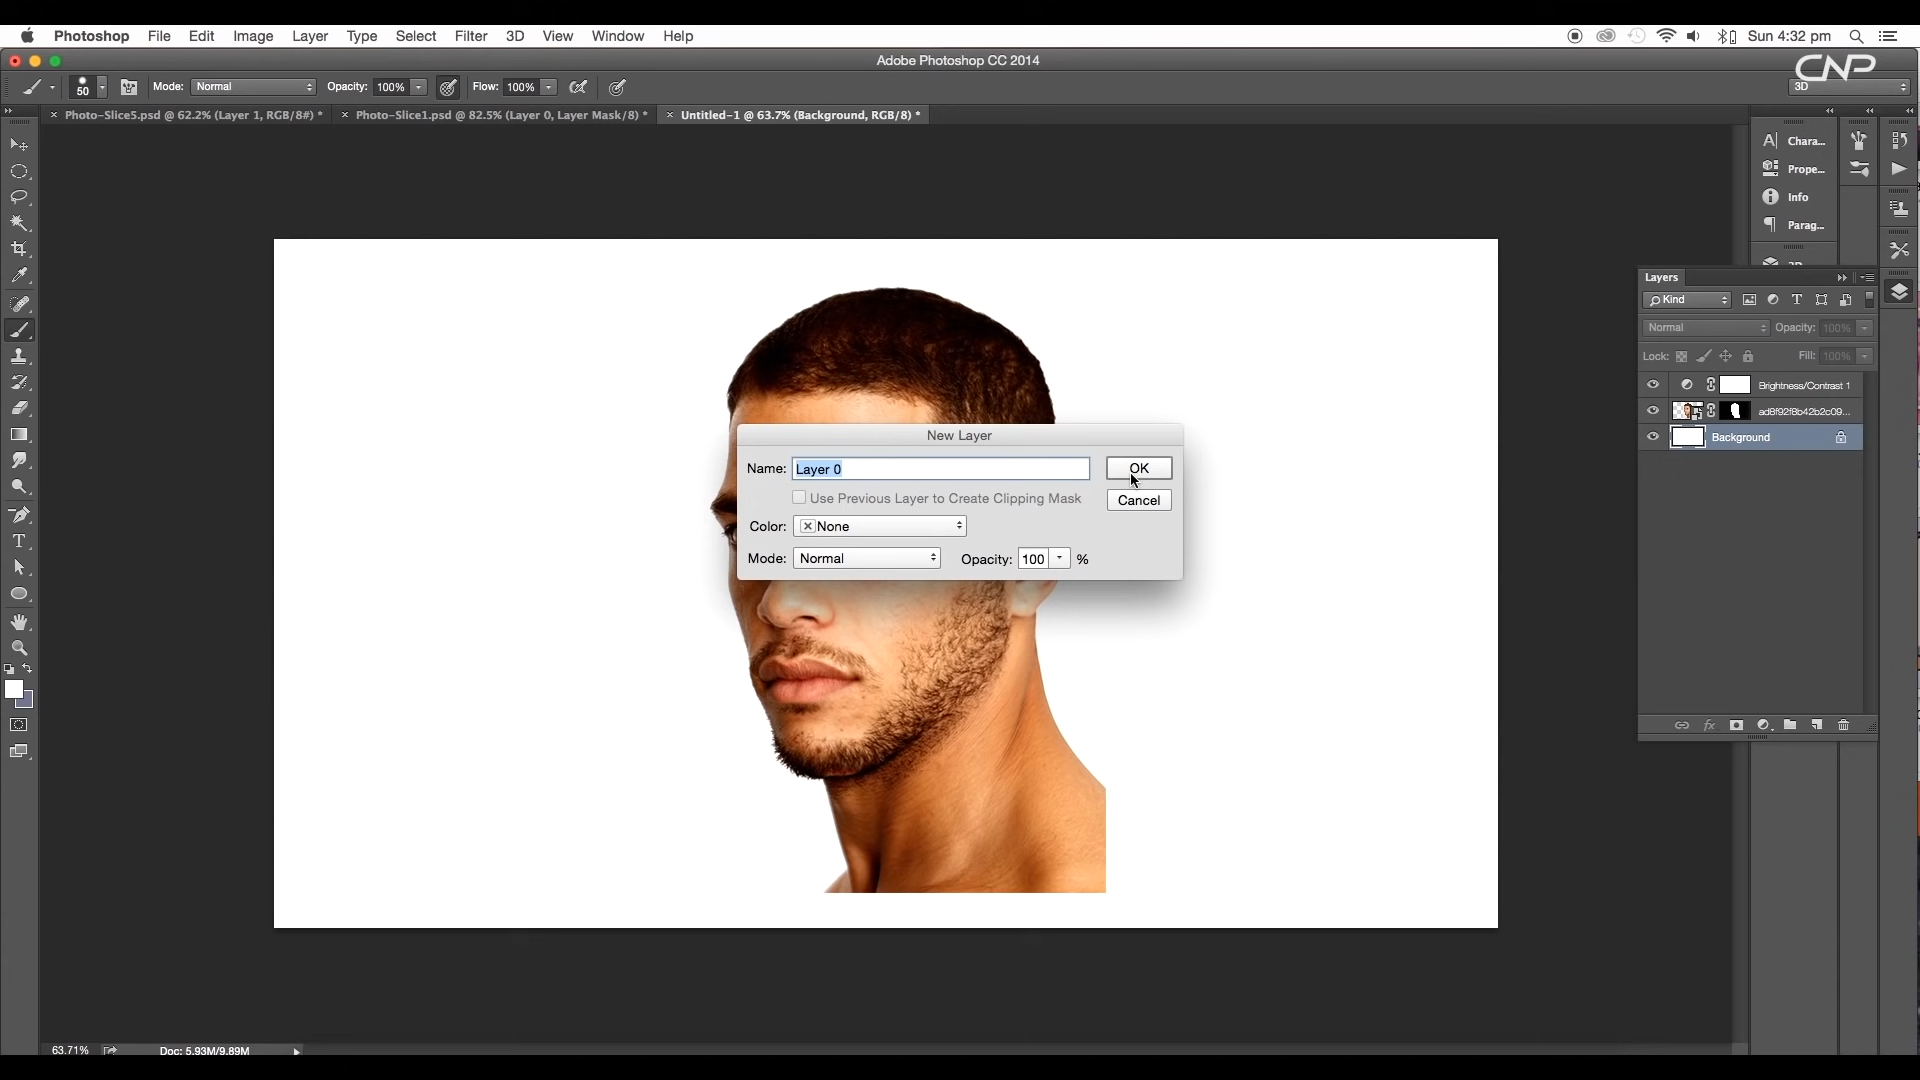 Photoshop File Edit Image Layer Type Select Filter 3D View Window Help Sun 4:32 pm
Adobe Photoshop CC 2014
CNP
50 Mode: Normal Opacity: 100% Flow: 100% 3D
× Photo-Slice5.psd @ 62.2% (Layer 1, RGB/8#) * × Photo-Slice1.psd @ 82.5% (Layer 0, Layer Mask/8) * × Untitled-1 @ 63.7% (Background, RGB/8) *
Chara...
Prope...
Info
Parag...
Layers
Kind
Normal Opacity: 100%
Lock: Fill: 100%
Brightness/Contrast 1
ad8f92f8b42b2c09...
Background
New Layer
Name: Layer 0 OK
Use Previous Layer to Create Clipping Mask Cancel
Color: None
Mode: Normal Opacity: 100 %
63.71% Doc: 5.93M/9.89M